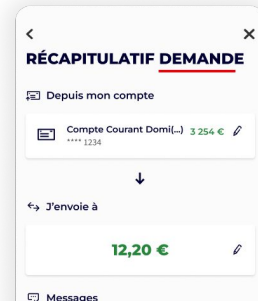 RÉCAPITULATIF DEMANDE
Depuis mon compte
Compte Courant Domi(...) 3 254 €
**** 1234
J'envoie à
12,20 €
Messages